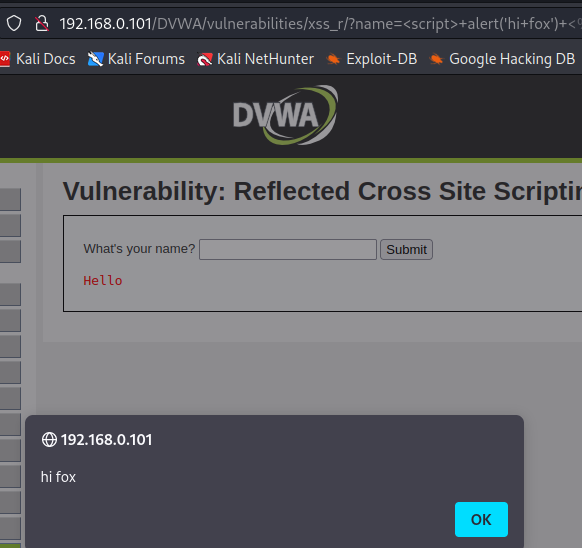 192.168.0.101/DVWA/vulnerabilities/xss_r/?name=<script>+alert('hi+fox')+<
Kali Docs Kali Forums Kali NetHunter Exploit-DB Google Hacking DB
DVWA
Vulnerability: Reflected Cross Site Scriptin
What's your name? Submit
Hello
192.168.0.101
hi fox
OK